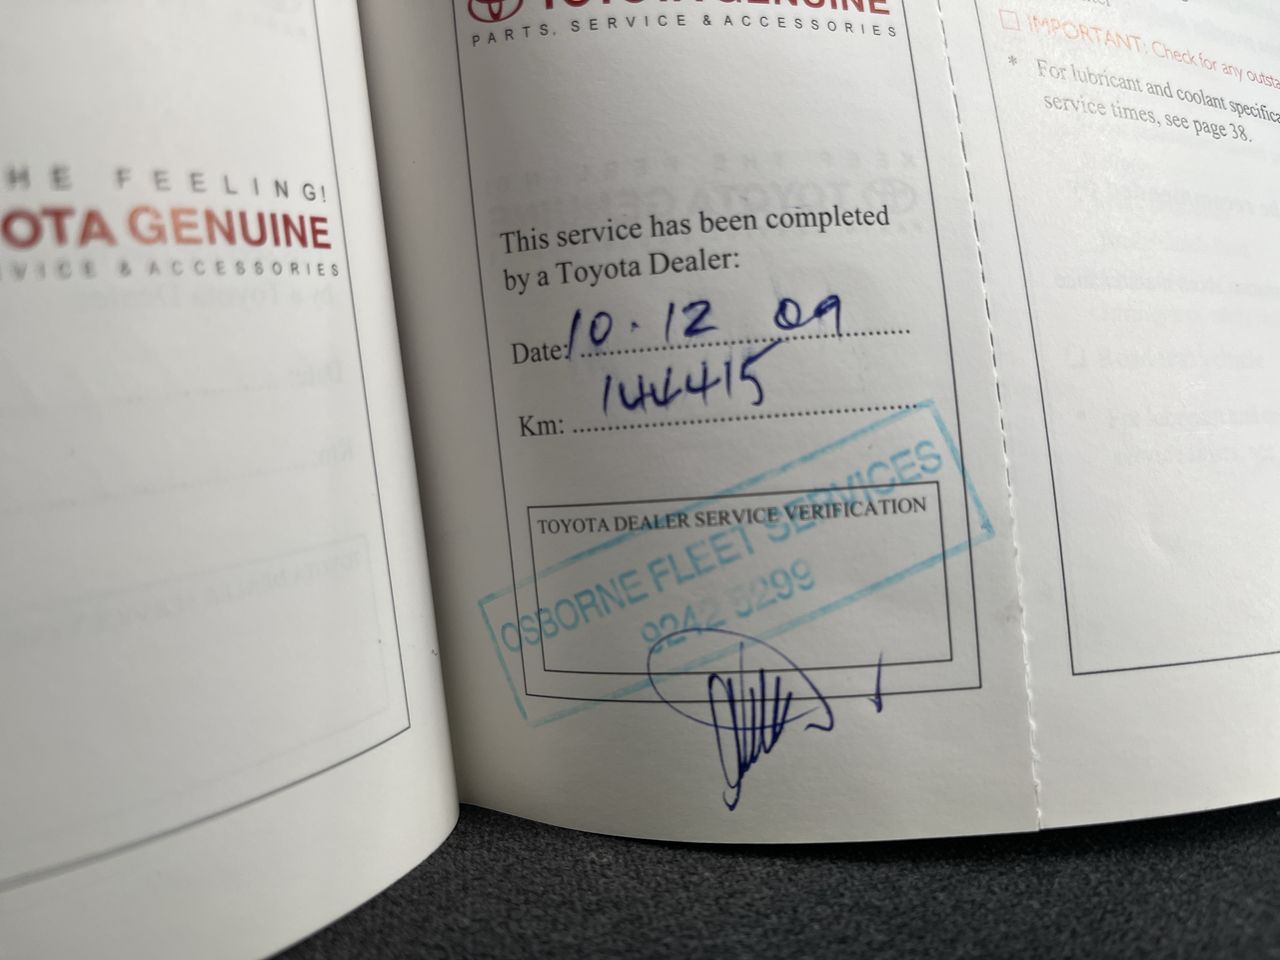 HE FEELING!
OTA GENUINE
VICE & ACCESSORIES
TOYOTA GENUINE
PARTS, SERVICE & ACCESSORIES
This service has been completed
by a Toyota Dealer:
Date: 10.12 09
Km: 144415
TOYOTA DEALER SERVICE VERIFICATION
OSBORNE FLEET SERVICES
9242 5299
☐ IMPORTANT: Check for any outsta
* For lubricant and coolant specifica
service times, see page 38.